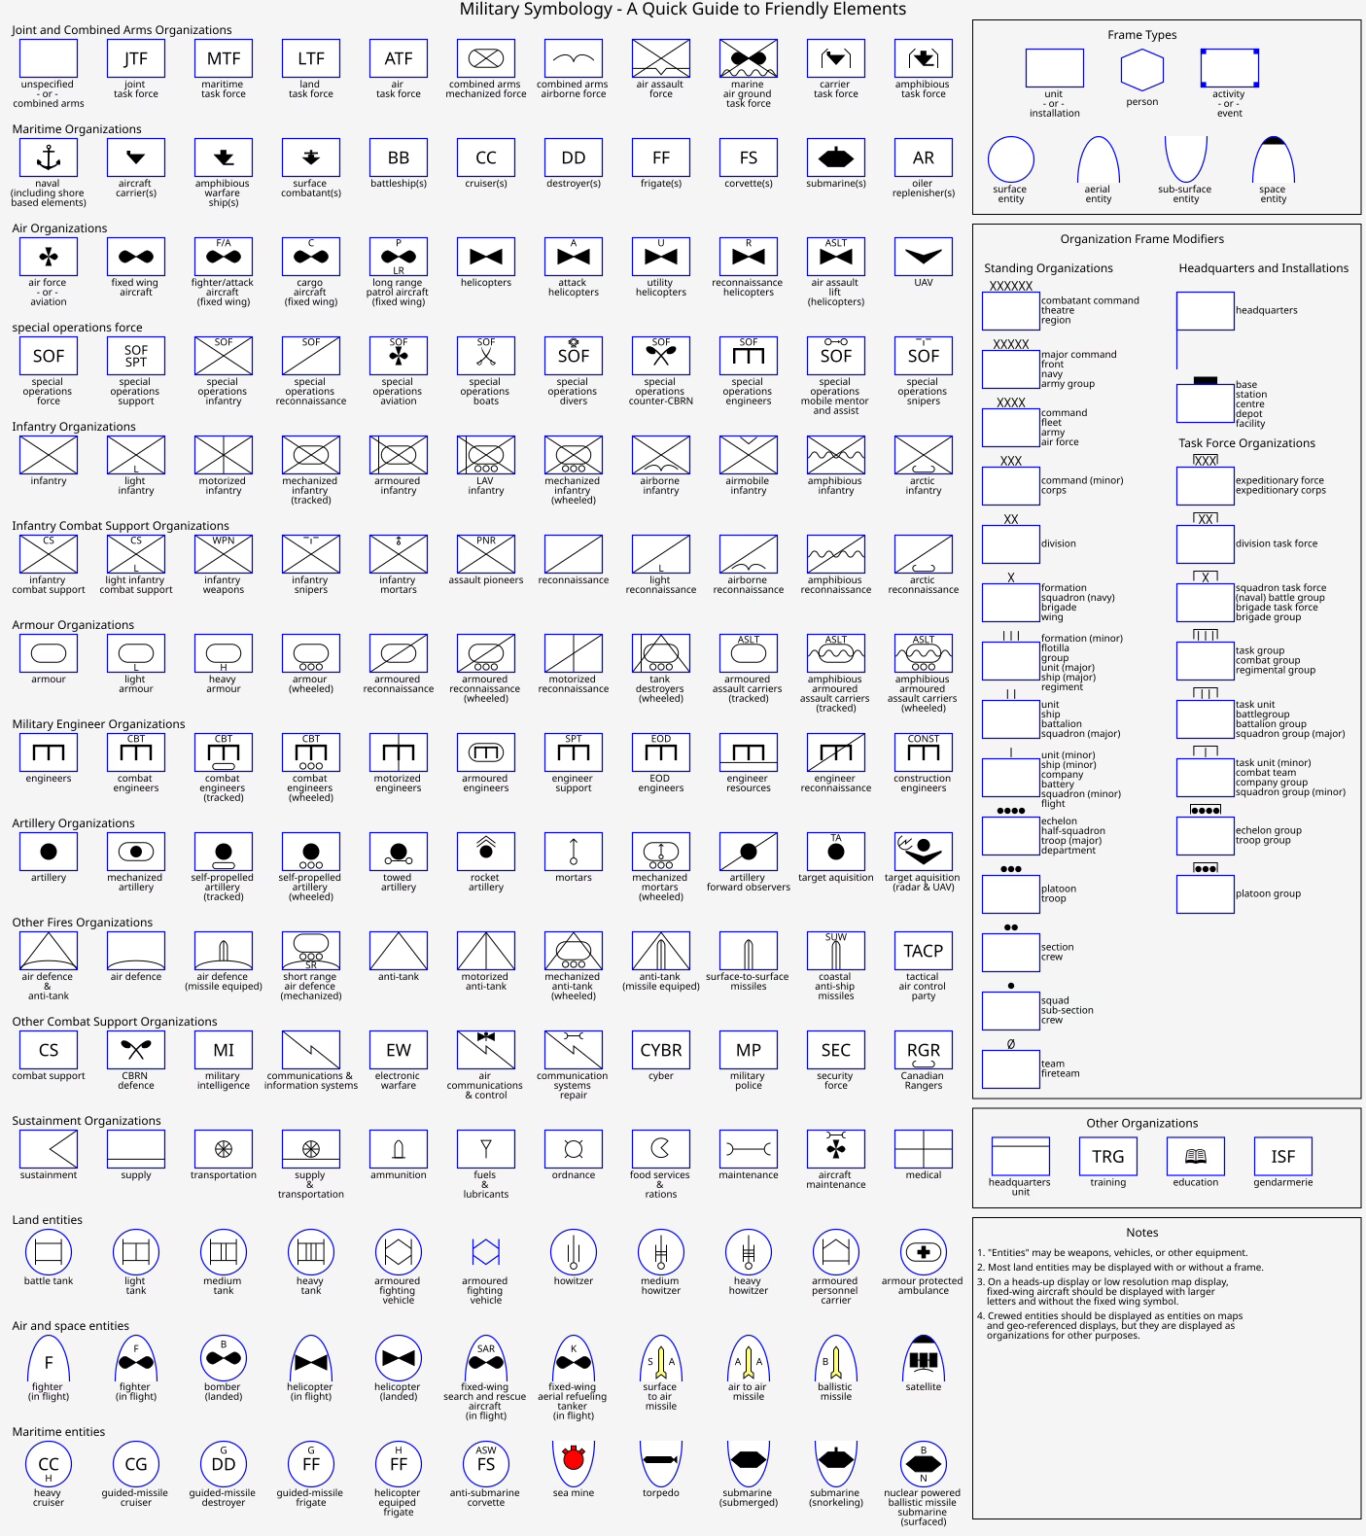 Military Symbology - A Quick Guide to Friendly Elements
Joint and Combined Arms Organizations
JTF MTF LTF ATF
unspecified
- or -
combined arms
joint
task force
maritime
task force
land
task force
air
task force
combined arms
mechanized force
combined arms
airborne force
air assault
force
marine
air ground
task force
carrier
task force
amphibious
task force
Maritime Organizations
BB CC DD FF FS AR
naval
(including shore
based elements)
aircraft
carrier(s)
amphibious
warfare
ship(s)
surface
combatant(s)
battleship(s)
cruiser(s)
destroyer(s)
frigate(s)
corvette(s)
submarine(s)
oiler
replenisher(s)
Air Organizations
F/A C P LR A U R ASLT
air force
- or -
aviation
fixed wing
aircraft
fighter/attack
aircraft
(fixed wing)
cargo
aircraft
(fixed wing)
long range
patrol aircraft
(fixed wing)
helicopters
attack
helicopters
utility
helicopters
reconnaissance
helicopters
air assault
lift
(helicopters)
UAV
special operations force
SOF
SOF
SPT
SOF SOF SOF SOF SOF SOF SOF SOF SOF
special
operations
force
special
operations
support
special
operations
infantry
special
operations
reconnaissance
special
operations
aviation
special
operations
boats
special
operations
divers
special
operations
counter-CBRN
special
operations
engineers
special
operations
mobile mentor
and assist
special
operations
snipers
Infantry Organizations
L
infantry
light
infantry
motorized
infantry
mechanized
infantry
(tracked)
armoured
infantry
LAV
infantry
mechanized
infantry
(wheeled)
airborne
infantry
airmobile
infantry
amphibious
infantry
arctic
infantry
Infantry Combat Support Organizations
CS CS L WPN PNR L
infantry
combat support
light infantry
combat support
infantry
weapons
infantry
snipers
infantry
mortars
assault pioneers
reconnaissance
light
reconnaissance
airborne
reconnaissance
amphibious
reconnaissance
arctic
reconnaissance
Armour Organizations
L H ASLT ASLT ASLT
armour
light
armour
heavy
armour
armour
(wheeled)
armoured
reconnaissance
armoured
reconnaissance
(wheeled)
motorized
reconnaissance
tank
destroyers
(wheeled)
armoured
assault carriers
(tracked)
amphibious
armoured
assault carriers
(tracked)
amphibious
armoured
assault carriers
(wheeled)
Military Engineer Organizations
CBT CBT CBT SPT EOD CONST
engineers
combat
engineers
combat
engineers
(tracked)
combat
engineers
(wheeled)
motorized
engineers
armoured
engineers
engineer
support
EOD
engineers
engineer
resources
engineer
reconnaissance
construction
engineers
Artillery Organizations
TA
artillery
mechanized
artillery
self-propelled
artillery
(tracked)
self-propelled
artillery
(wheeled)
towed
artillery
rocket
artillery
mortars
mechanized
mortars
(wheeled)
artillery
forward observers
target aquisition
target aquisition
(radar & UAV)
Other Fires Organizations
SR SUW TACP
air defence
&
anti-tank
air defence
air defence
(missile equiped)
short range
air defence
(mechanized)
anti-tank
motorized
anti-tank
mechanized
anti-tank
(wheeled)
anti-tank
(missile equiped)
surface-to-surface
missiles
coastal
anti-ship
missiles
tactical
air control
party
Other Combat Support Organizations
CS MI EW CYBR MP SEC RGR
combat support
CBRN
defence
military
intelligence
communications &
information systems
electronic
warfare
air
communications
& control
communication
systems
repair
cyber
military
police
security
force
Canadian
Rangers
Sustainment Organizations
sustainment
supply
transportation
supply
&
transportation
ammunition
fuels
&
lubricants
ordnance
food services
&
rations
maintenance
aircraft
maintenance
medical
Land entities
battle tank
light
tank
medium
tank
heavy
tank
armoured
fighting
vehicle
armoured
fighting
vehicle
howitzer
medium
howitzer
heavy
howitzer
armoured
personnel
carrier
armour protected
ambulance
Air and space entities
F F B SAR K S A A A B
fighter
(in flight)
fighter
(in flight)
bomber
(landed)
helicopter
(in flight)
helicopter
(landed)
fixed-wing
search and rescue
aircraft
(in flight)
fixed-wing
aerial refueling
tanker
(in flight)
surface
to air
missile
air to air
missile
ballistic
missile
satellite
Maritime entities
CC
H
CG
G
DD
G
FF
H
FF
ASW
FS
B
N
heavy
cruiser
guided-missile
cruiser
guided-missile
destroyer
guided-missile
frigate
helicopter
equiped
frigate
anti-submarine
corvette
sea mine
torpedo
submarine
(submerged)
submarine
(snorkeling)
nuclear powered
ballistic missile
submarine
(surfaced)
Frame Types
unit
- or -
installation
person
activity
- or -
event
surface
entity
aerial
entity
sub-surface
entity
space
entity
Organization Frame Modifiers
Standing Organizations
XXXXXX
combatant command
theatre
region
XXXXX
major command
front
navy
army group
XXXX
command
fleet
army
air force
XXX
command (minor)
corps
XX
division
X
formation
squadron (navy)
brigade
wing
| | |
formation (minor)
flotilla
group
unit (major)
ship (major)
regiment
| |
unit
ship
battalion
squadron (major)
|
unit (minor)
ship (minor)
company
battery
squadron (minor)
flight
●●●●
echelon
half-squadron
troop (major)
department
●●●
platoon
troop
●●
section
crew
●
squad
sub-section
crew
Ø
team
fireteam
Headquarters and Installations
headquarters
base
station
centre
depot
facility
Task Force Organizations
XXX
expeditionary force
expeditionary corps
XX
division task force
X
squadron task force
(naval) battle group
brigade task force
brigade group
| | |
task group
combat group
regimental group
| |
task unit
battlegroup
battalion group
squadron group (major)
|
task unit (minor)
combat team
company group
squadron group (minor)
●●●●
echelon group
troop group
●●●
platoon group
Other Organizations
TRG ISF
headquarters
unit
training
education
gendarmerie
Notes
1. "Entities" may be weapons, vehicles, or other equipment.
2. Most land entities may be displayed with or without a frame.
3. On a heads-up display or low resolution map display,
fixed-wing aircraft should be displayed with larger
letters and without the fixed wing symbol.
4. Crewed entities should be displayed as entities on maps
and geo-referenced displays, but they are displayed as
organizations for other purposes.